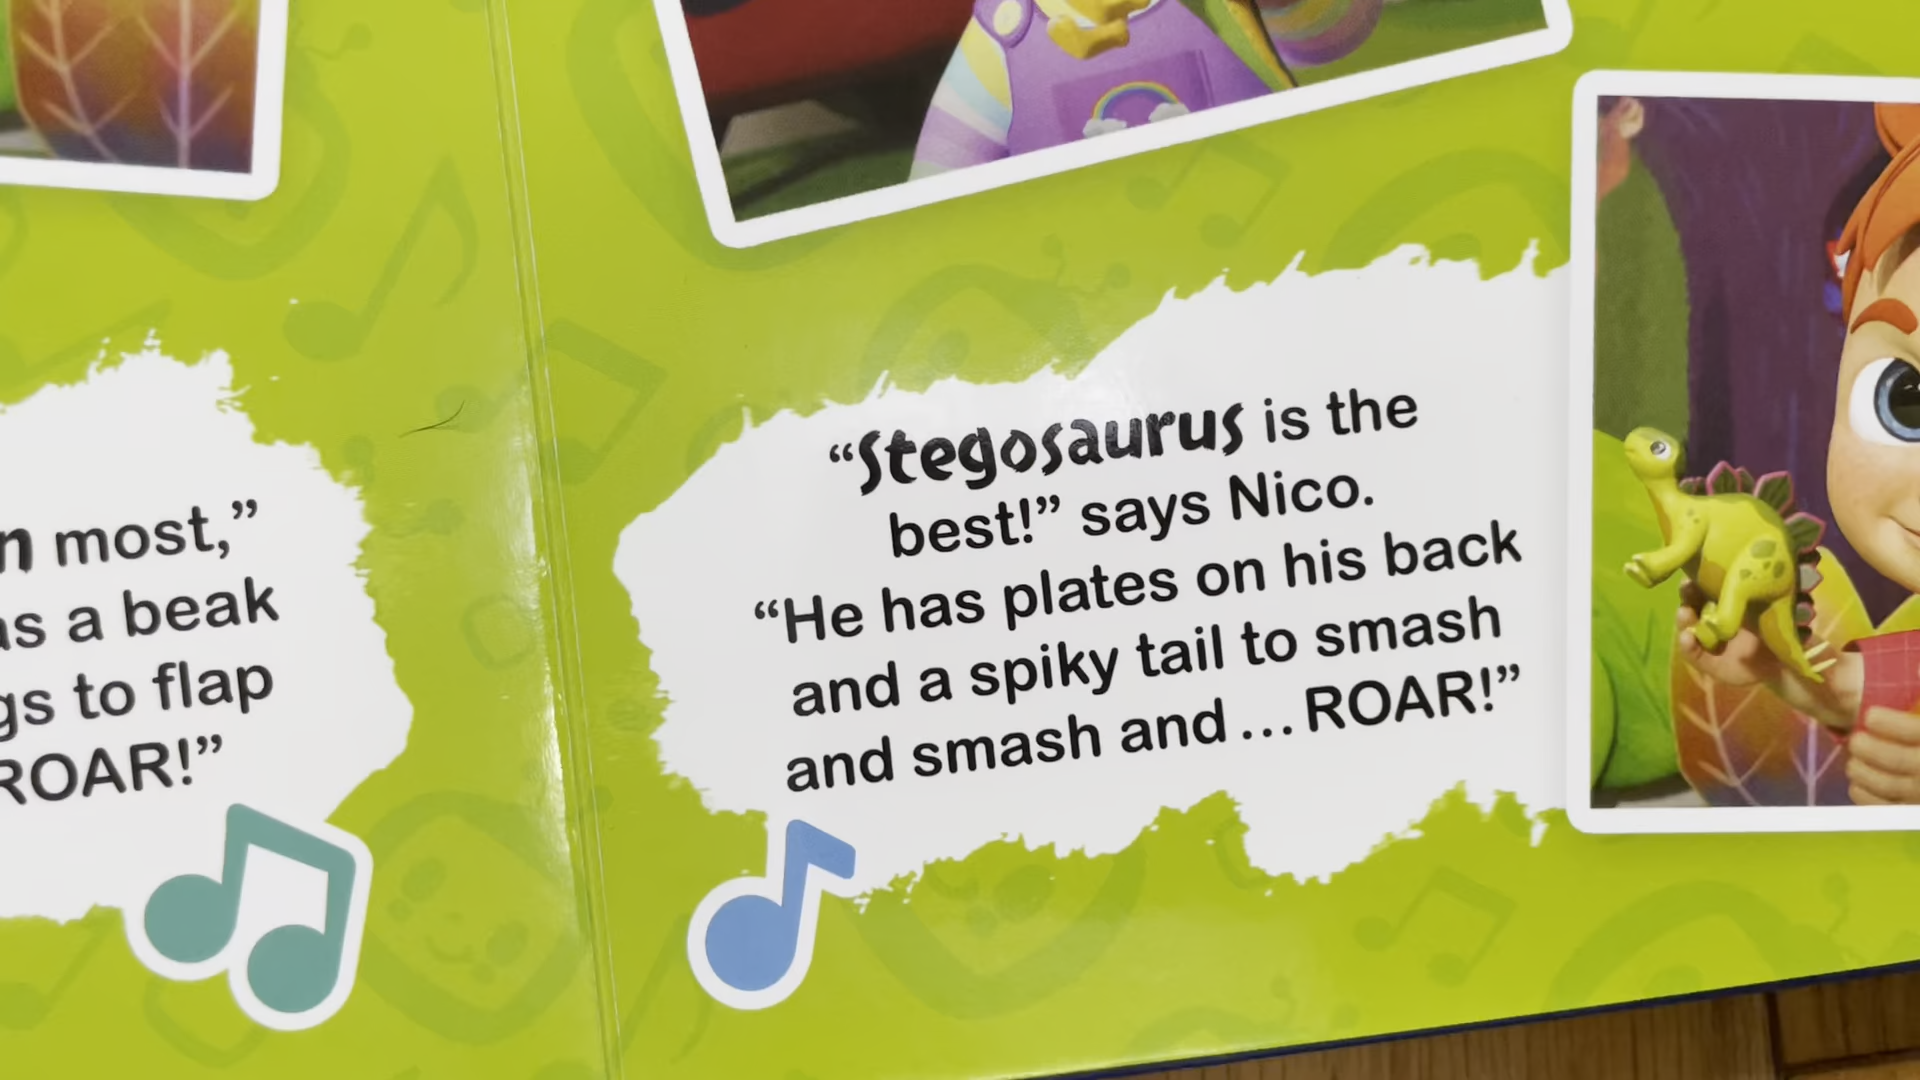 n most,”
as a beak
gs to flap
ROAR!”
“Stegosaurus is the
best!” says Nico.
“He has plates on his back
and a spiky tail to smash
and smash and ... ROAR!”